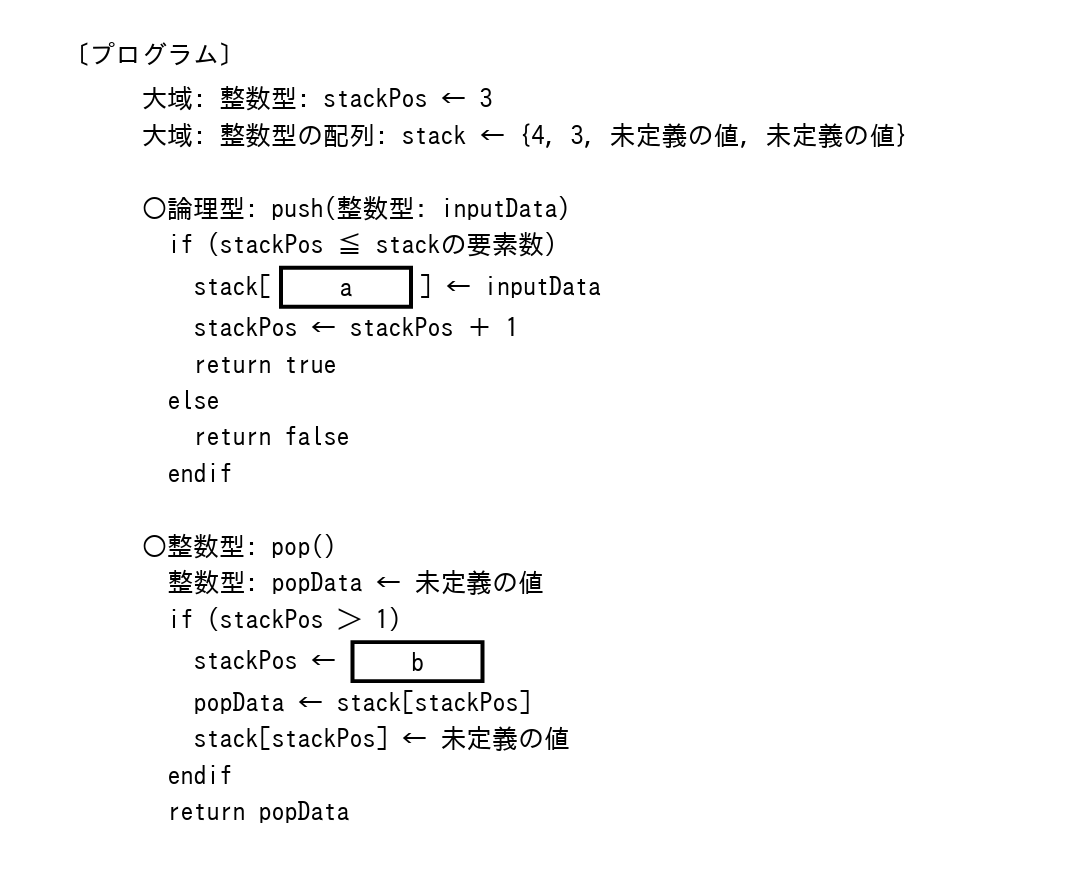 〔プログラム〕
大域: 整数型: stackPos ← 3
大域: 整数型の配列: stack ← {4, 3, 未定義の値, 未定義の値}
○論理型: push(整数型: inputData)
if (stackPos ≦ stackの要素数)
stack[ a ] ← inputData
stackPos ← stackPos ＋ 1
return true
else
return false
endif
○整数型: pop()
整数型: popData ← 未定義の値
if (stackPos ＞ 1)
stackPos ← b
popData ← stack[stackPos]
stack[stackPos] ← 未定義の値
endif
return popData